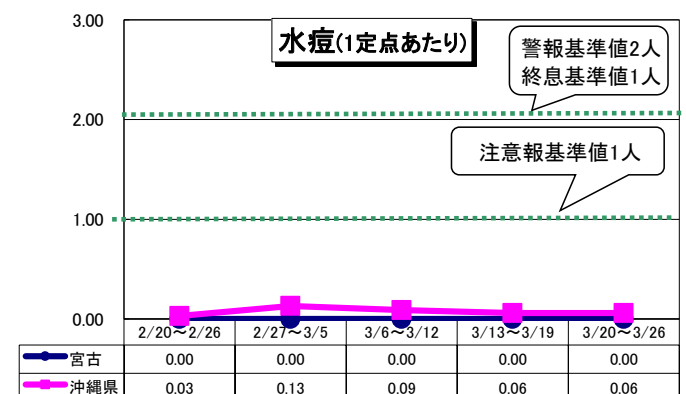 水痘(1定点あたり)
警報基準値2人
終息基準値1人
注意報基準値1人
3.00
2.00
1.00
0.00
2/20～2/26 2/27～3/5 3/6～3/12 3/13～3/19 3/20～3/26
宮古 0.00 0.00 0.00 0.00 0.00
沖縄県 0.03 0.13 0.09 0.06 0.06